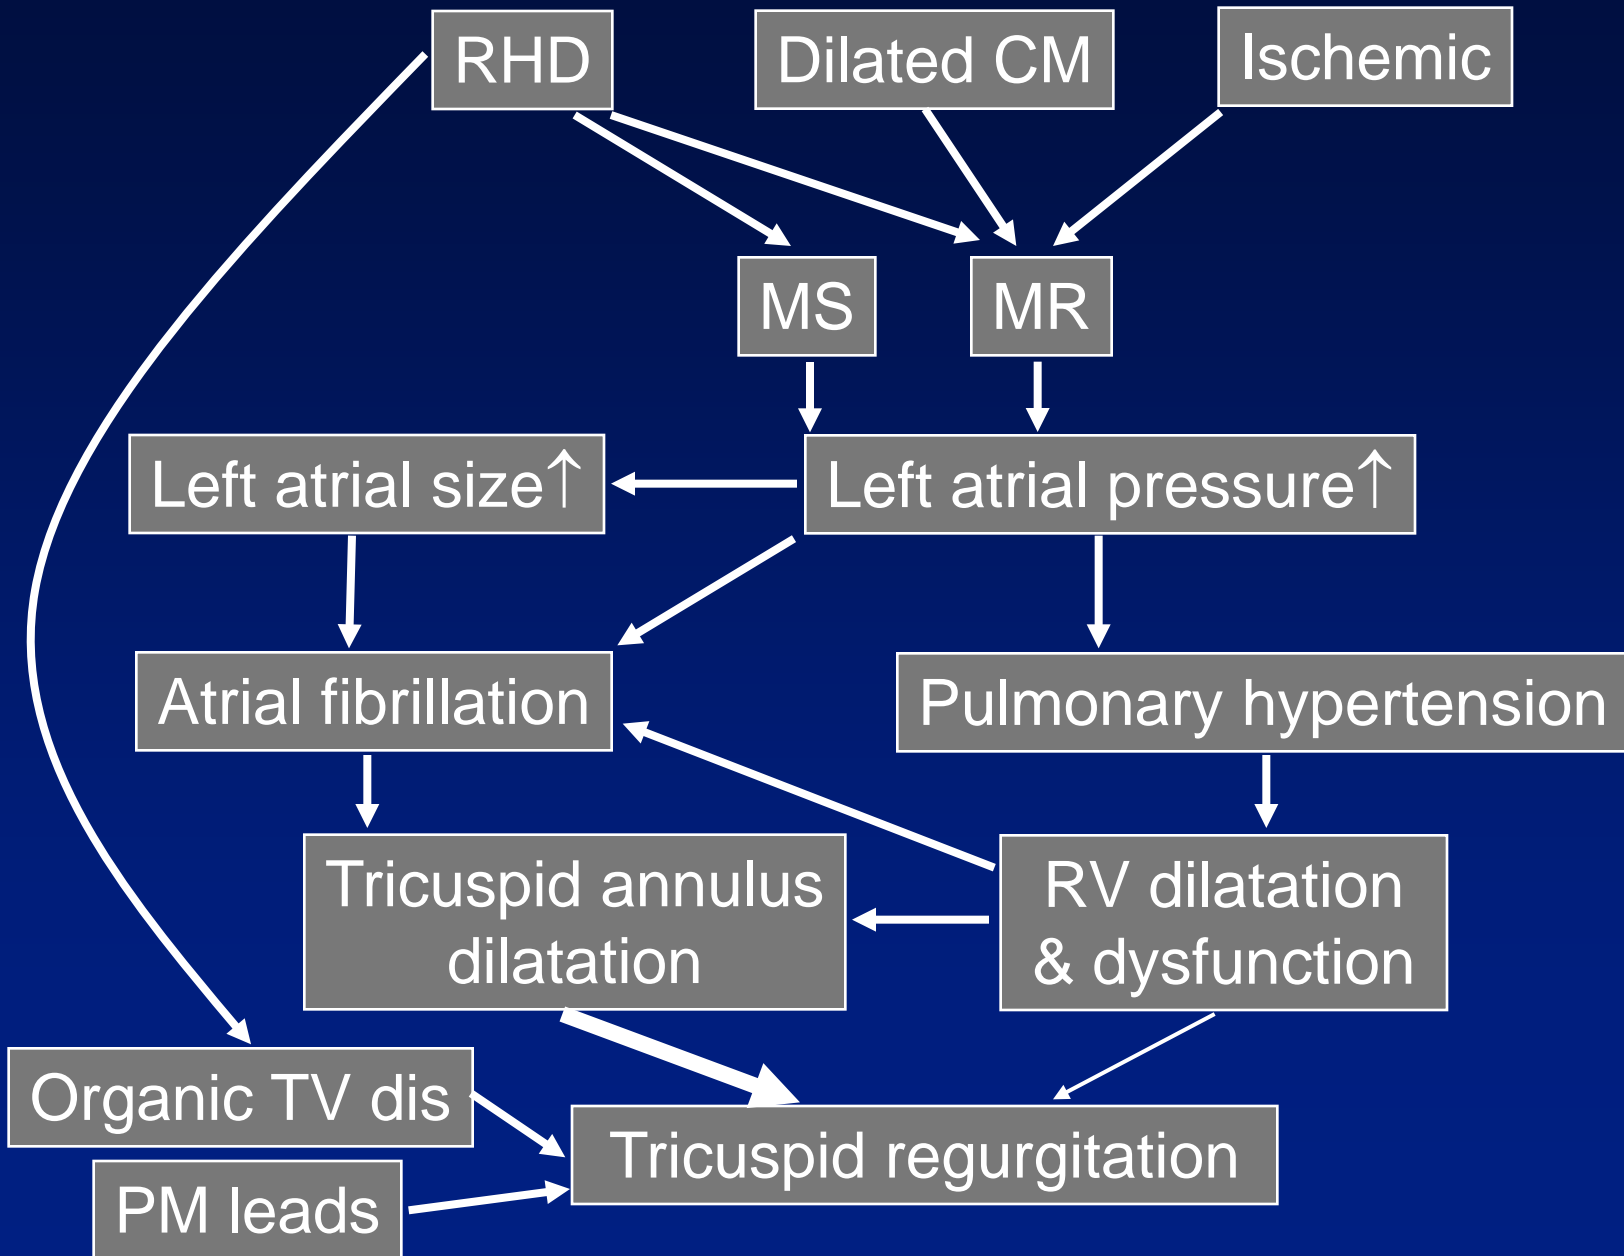 RHD
Dilated CM
Ischemic
MS
MR
Left atrial size↑
Left atrial pressure↑
Atrial fibrillation
Pulmonary hypertension
Tricuspid annulus
dilatation
RV dilatation
& dysfunction
Organic TV dis
Tricuspid regurgitation
PM leads